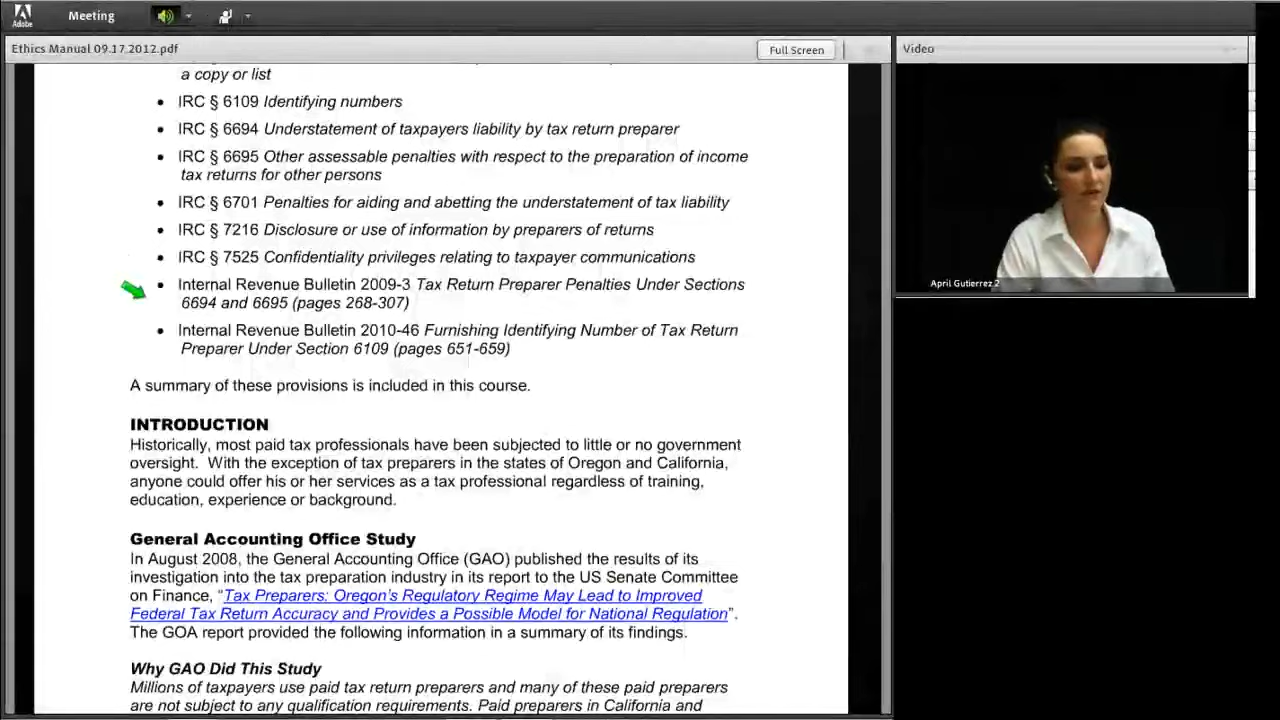 Adobe
Meeting
Ethics Manual 09.17.2012.pdf
Full Screen
a copy or list
• IRC § 6109 Identifying numbers
• IRC § 6694 Understatement of taxpayers liability by tax return preparer
• IRC § 6695 Other assessable penalties with respect to the preparation of income
tax returns for other persons
• IRC § 6701 Penalties for aiding and abetting the understatement of tax liability
• IRC § 7216 Disclosure or use of information by preparers of returns
• IRC § 7525 Confidentiality privileges relating to taxpayer communications
• Internal Revenue Bulletin 2009-3 Tax Return Preparer Penalties Under Sections
6694 and 6695 (pages 268-307)
• Internal Revenue Bulletin 2010-46 Furnishing Identifying Number of Tax Return
Preparer Under Section 6109 (pages 651-659)
A summary of these provisions is included in this course.
INTRODUCTION
Historically, most paid tax professionals have been subjected to little or no government
oversight. With the exception of tax preparers in the states of Oregon and California,
anyone could offer his or her services as a tax professional regardless of training,
education, experience or background.
General Accounting Office Study
In August 2008, the General Accounting Office (GAO) published the results of its
investigation into the tax preparation industry in its report to the US Senate Committee
on Finance, “Tax Preparers: Oregon’s Regulatory Regime May Lead to Improved
Federal Tax Return Accuracy and Provides a Possible Model for National Regulation”.
The GOA report provided the following information in a summary of its findings.
Why GAO Did This Study
Millions of taxpayers use paid tax return preparers and many of these paid preparers
are not subject to any qualification requirements. Paid preparers in California and
Video
April Gutierrez 2